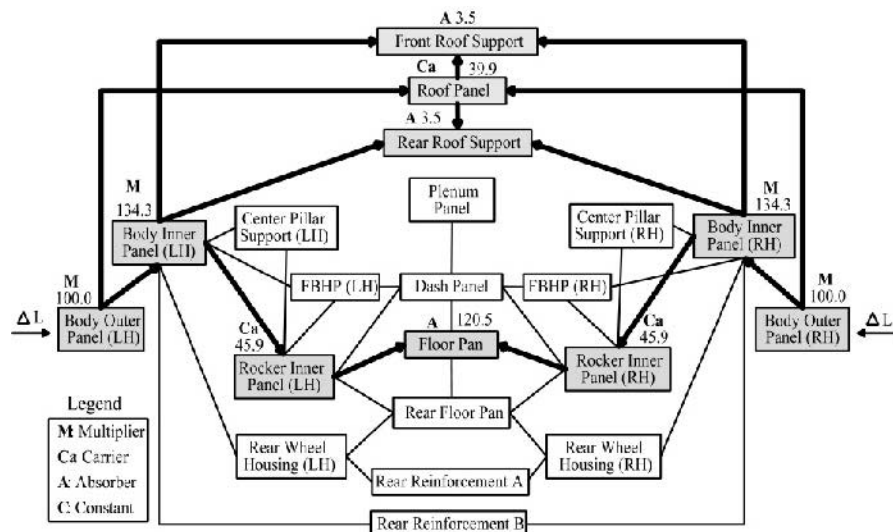 A 3.5
Front Roof Support
Ca 39.9
Roof Panel
A 3.5
Rear Roof Support
M
134.3
Body Inner
Panel (LH)
Center Pillar
Support (LH)
Plenum
Panel
Center Pillar
Support (RH)
M
134.3
Body Inner
Panel (RH)
M
100.0
ΔL
Body Outer
Panel (LH)
FBHP (LH)
Dash Panel
FBHP (RH)
M
100.0
ΔL
Body Outer
Panel (RH)
Ca
45.9
Rocker Inner
Panel (LH)
A 120.5
Floor Pan
Ca
45.9
Rocker Inner
Panel (RH)
Rear Floor Pan
Rear Wheel
Housing (LH)
Rear Wheel
Housing (RH)
Rear Reinforcement A
Rear Reinforcement B
Legend
M: Multiplier
Ca: Carrier
A: Absorber
C: Constant